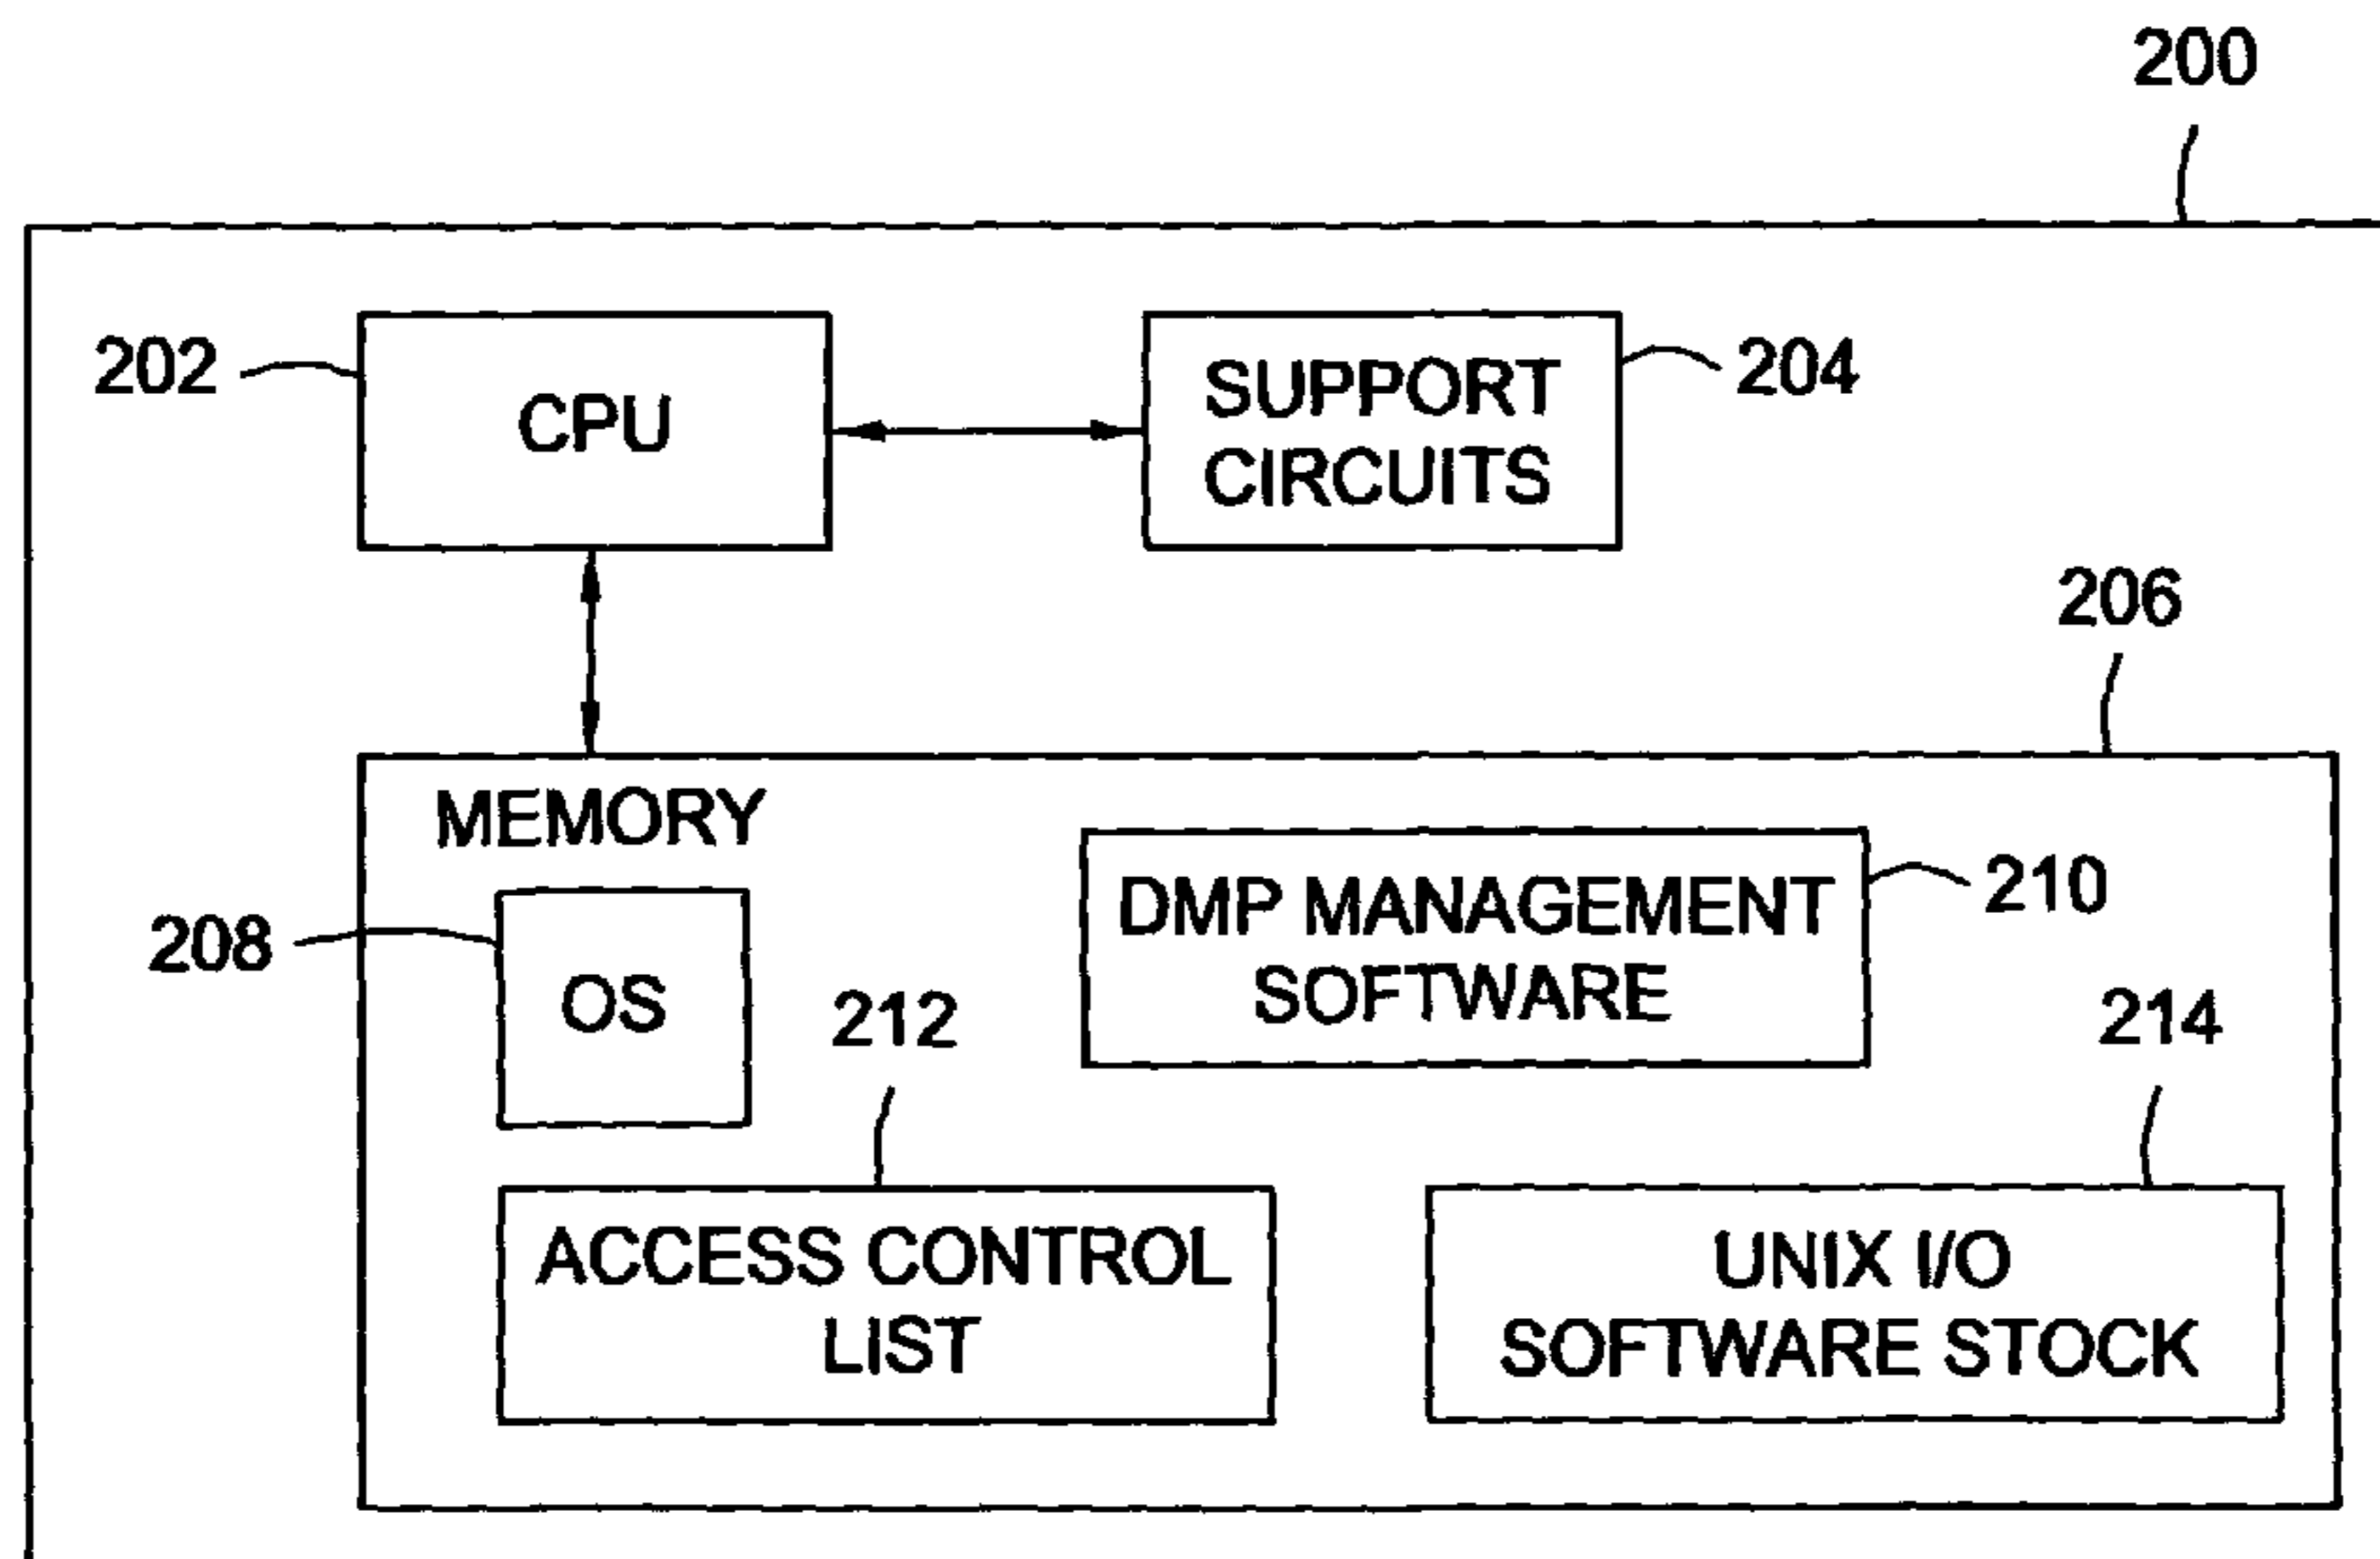 200
202
CPU
SUPPORT
CIRCUITS
204
206
MEMORY
DMP MANAGEMENT
SOFTWARE
210
208
OS
212
214
ACCESS CONTROL
LIST
UNIX I/O
SOFTWARE STOCK